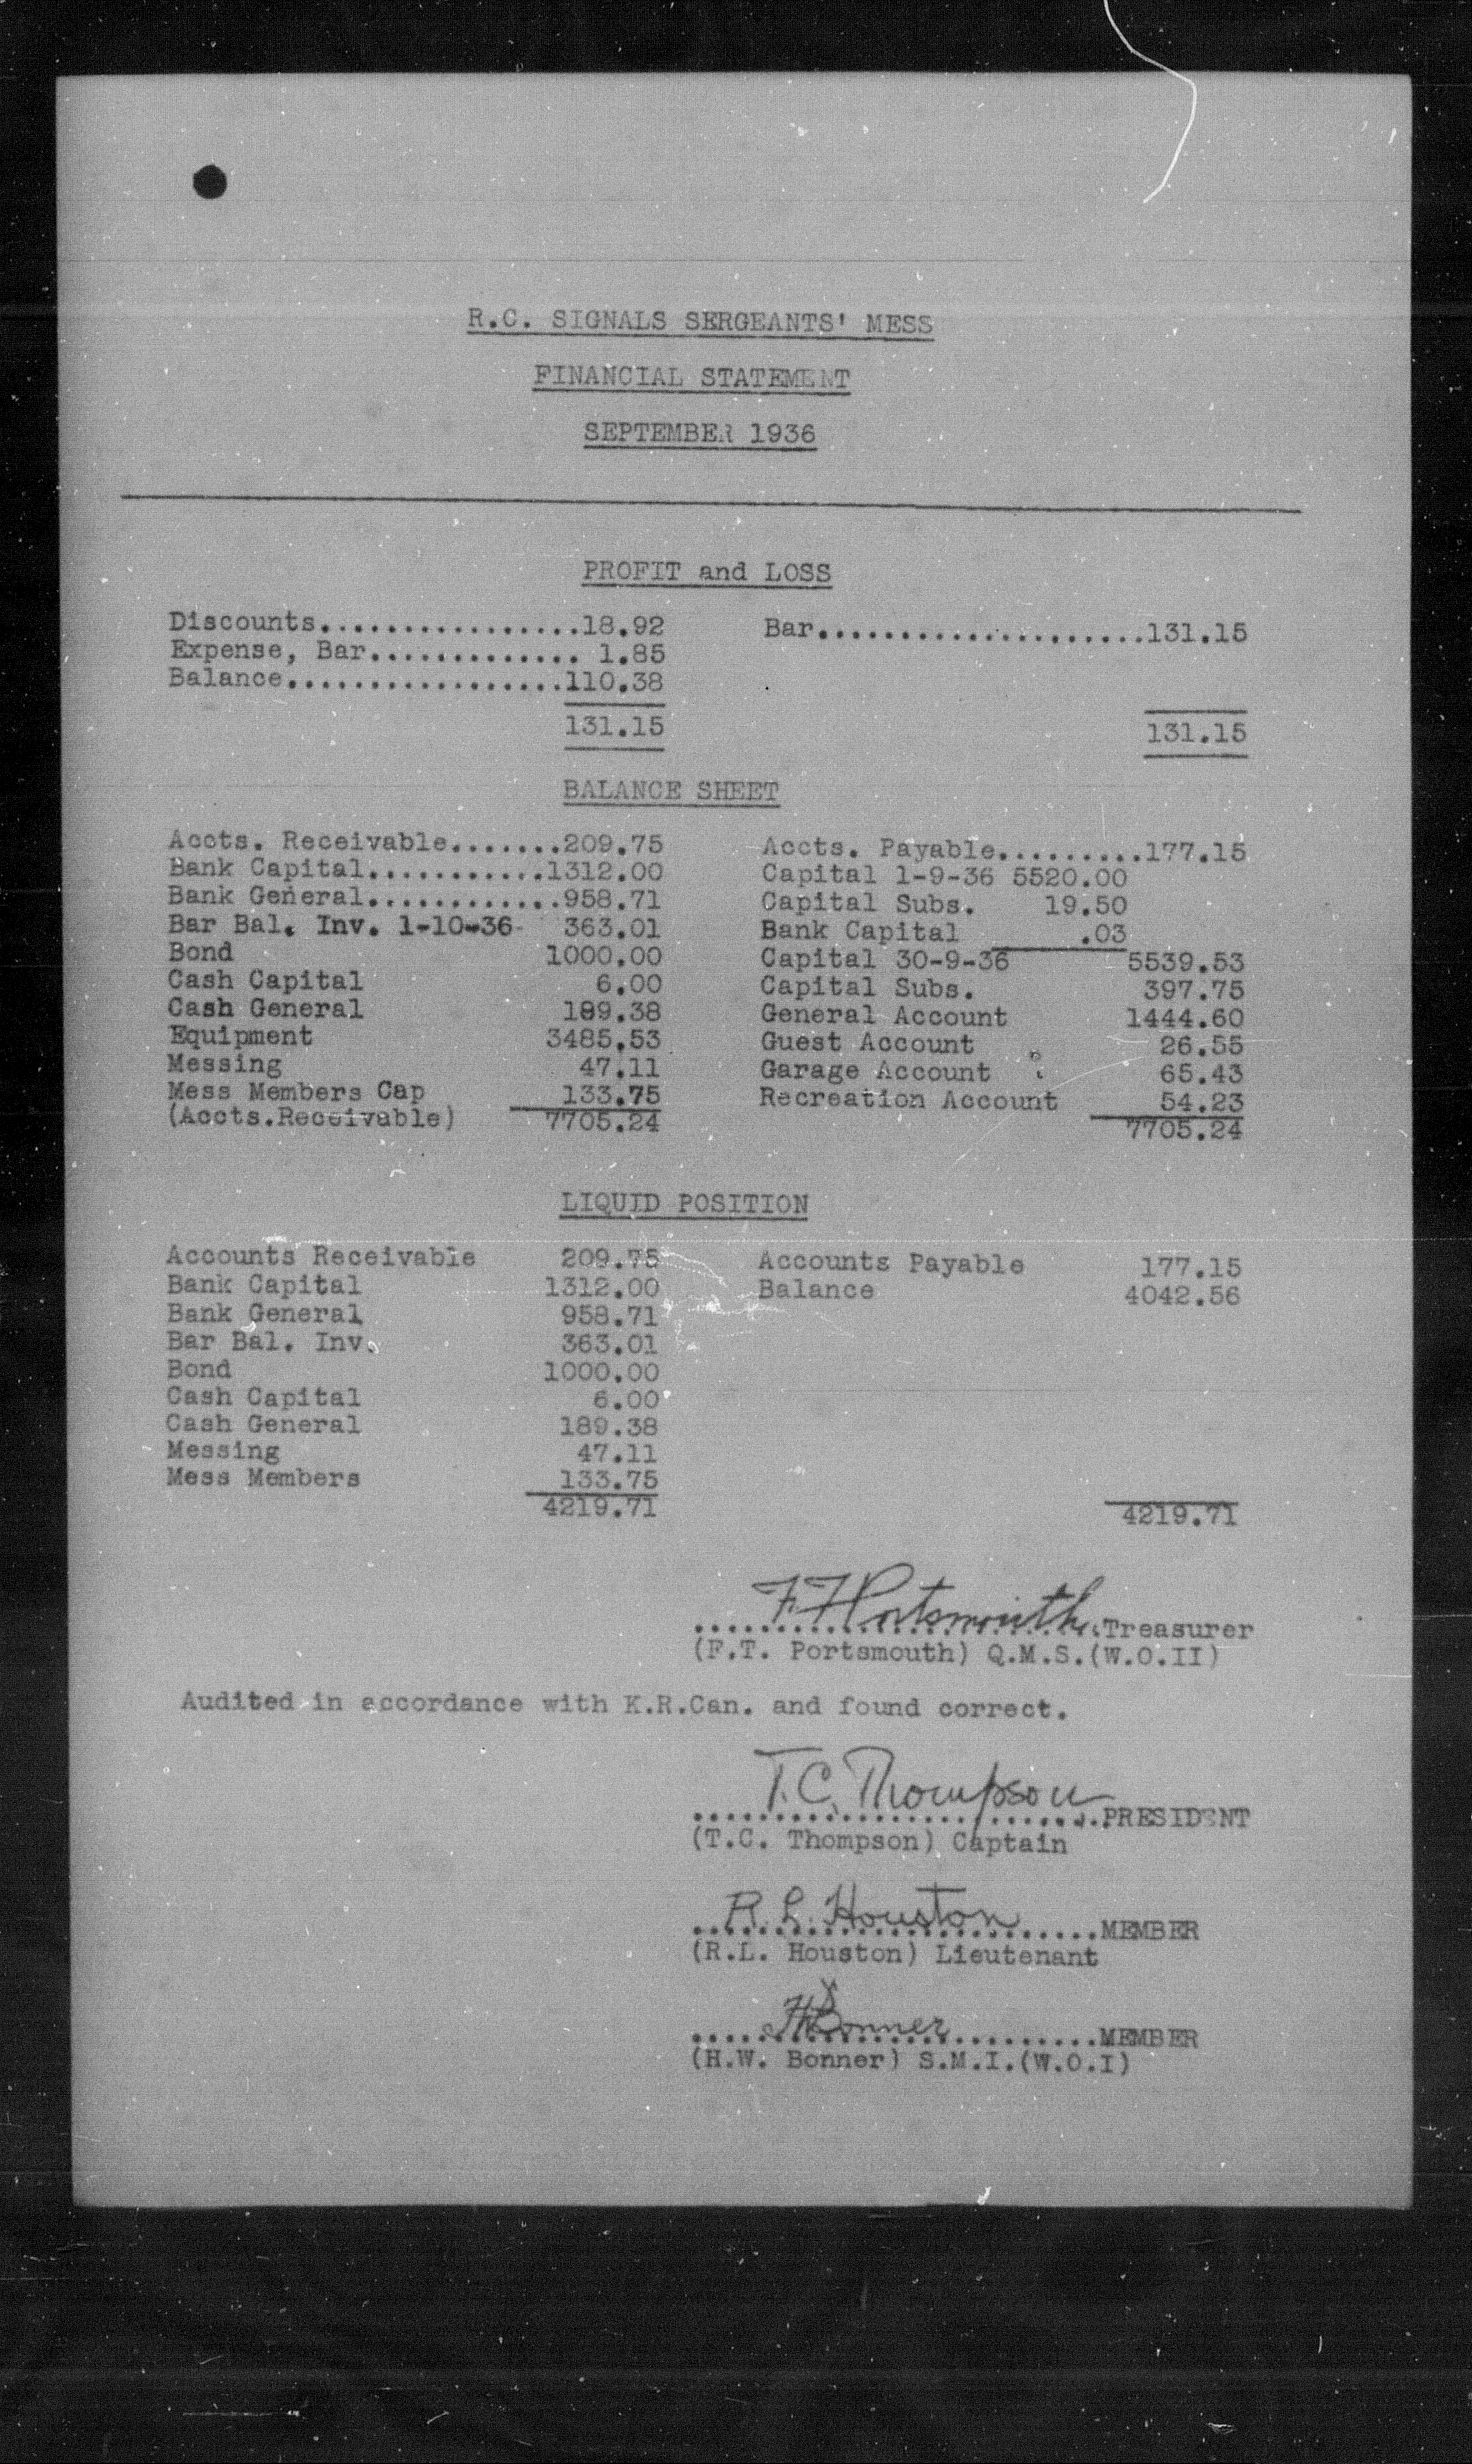 R.C. SIGNALS SERGEANTS' MESS
FINANCIAL STATEMENT
SEPTEMBER 1936
PROFIT and LOSS
Discounts................18.92 Bar....................131.15
Expense, Bar............. 1.85
Balance.................110.38
131.15 131.15
BALANCE SHEET
Accts. Receivable.......209.75 Accts. Payable.........177.15
Bank Capital...........1312.00 Capital 1-9-36 5520.00
Bank General............958.71 Capital Subs. 19.50
Bar Bal. Inv. 1-10-36- 363.01 Bank Capital .03
Bond 1000.00 Capital 30-9-36 5539.53
Cash Capital 6.00 Capital Subs. 397.75
Cash General 189.38 General Account 1444.60
Equipment 3485.53 Guest Account 26.55
Messing 47.11 Garage Account 65.43
Mess Members Cap 133.75 Recreation Account 54.23
(Accts.Receivable) 7705.24 7705.24
LIQUID POSITION
Accounts Receivable 209.75 Accounts Payable 177.15
Bank Capital 1312.00 Balance 4042.56
Bank General 958.71
Bar Bal. Inv. 363.01
Bond 1000.00
Cash Capital 6.00
Cash General 189.38
Messing 47.11
Mess Members 133.75
4219.71 4219.71
F T Portsmouth Treasurer
(F.T. Portsmouth) Q.M.S.(W.O.II)
Audited in accordance with K.R.Can. and found correct.
T.C. Thompson PRESIDENT
(T.C. Thompson) Captain
R. L. Houston MEMBER
(R.L. Houston) Lieutenant
HW Bonner MEMBER
(H.W. Bonner) S.M.I.(W.O.I)